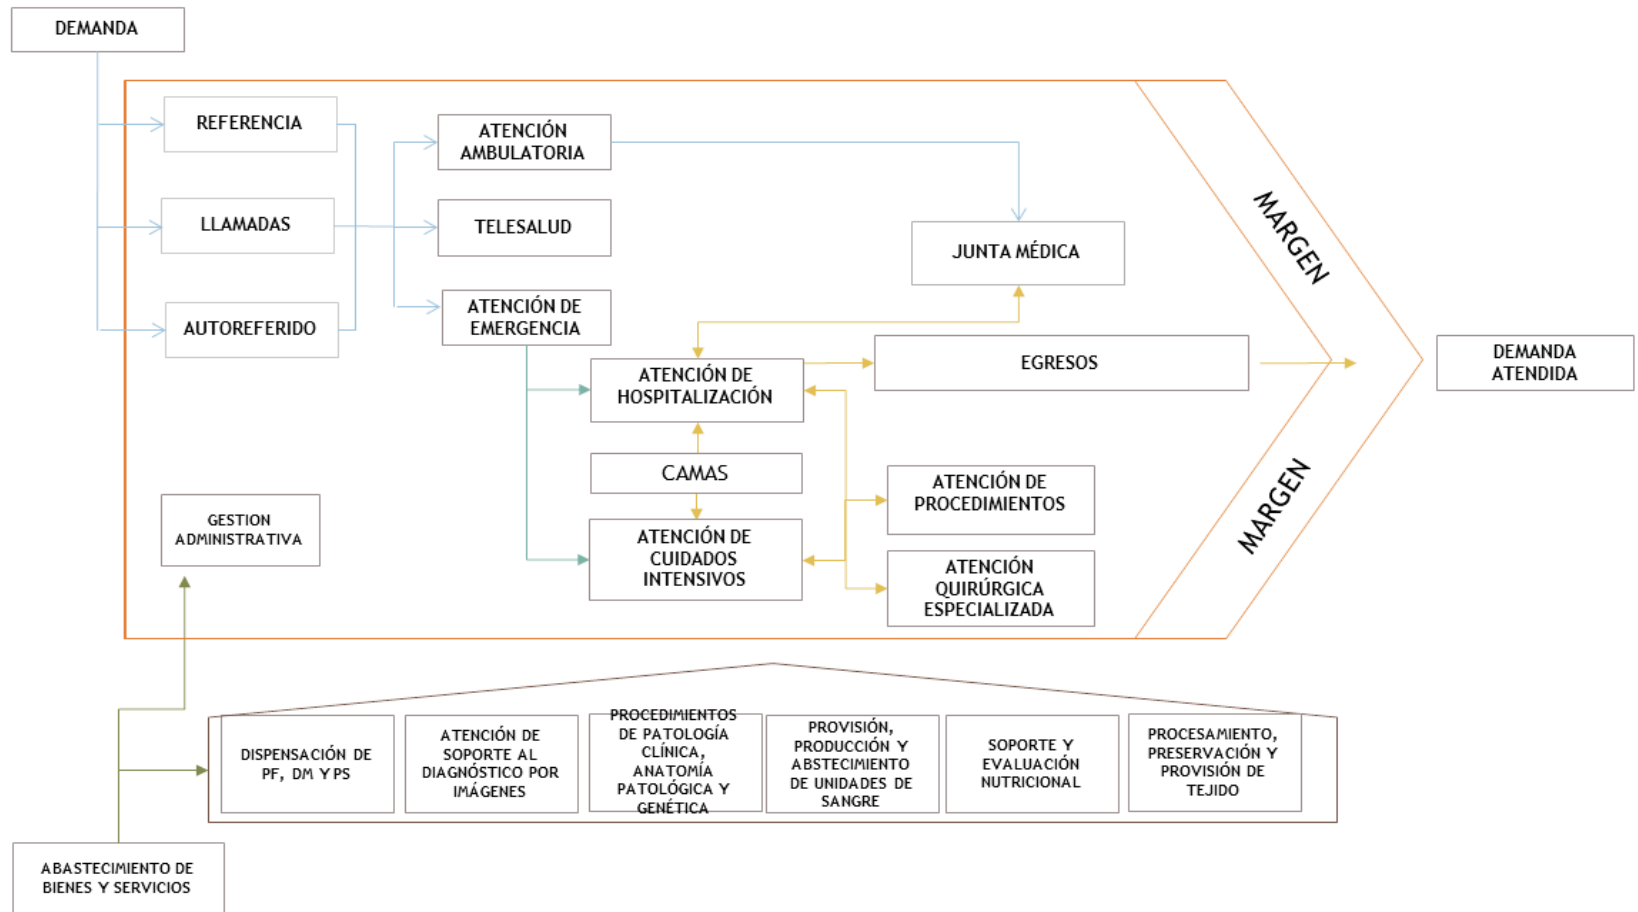 DEMANDA
REFERENCIA
LLAMADAS
AUTOREFERIDO
ATENCIÓN
AMBULATORIA
TELESALUD
ATENCIÓN DE
EMERGENCIA
JUNTA MÉDICA
ATENCIÓN DE
HOSPITALIZACIÓN
EGRESOS
CAMAS
ATENCIÓN DE
CUIDADOS
INTENSIVOS
ATENCIÓN DE
PROCEDIMIENTOS
ATENCIÓN
QUIRÚRGICA
ESPECIALIZADA
MARGEN
MARGEN
DEMANDA
ATENDIDA
GESTION
ADMINISTRATIVA
DISPENSACIÓN DE
PF, DM Y PS
ATENCIÓN DE
SOPORTE AL
DIAGNÓSTICO POR
IMÁGENES
PROCEDIMIENTOS
DE PATOLOGÍA
CLÍNICA,
ANATOMÍA
PATOLÓGICA Y
GENÉTICA
PROVISIÓN,
PRODUCCIÓN Y
ABSTECIMIENTO
DE UNIDADES DE
SANGRE
SOPORTE Y
EVALUACIÓN
NUTRICIONAL
PROCESAMIENTO,
PRESERVACIÓN Y
PROVISIÓN DE
TEJIDO
ABASTECIMIENTO DE
BIENES Y SERVICIOS